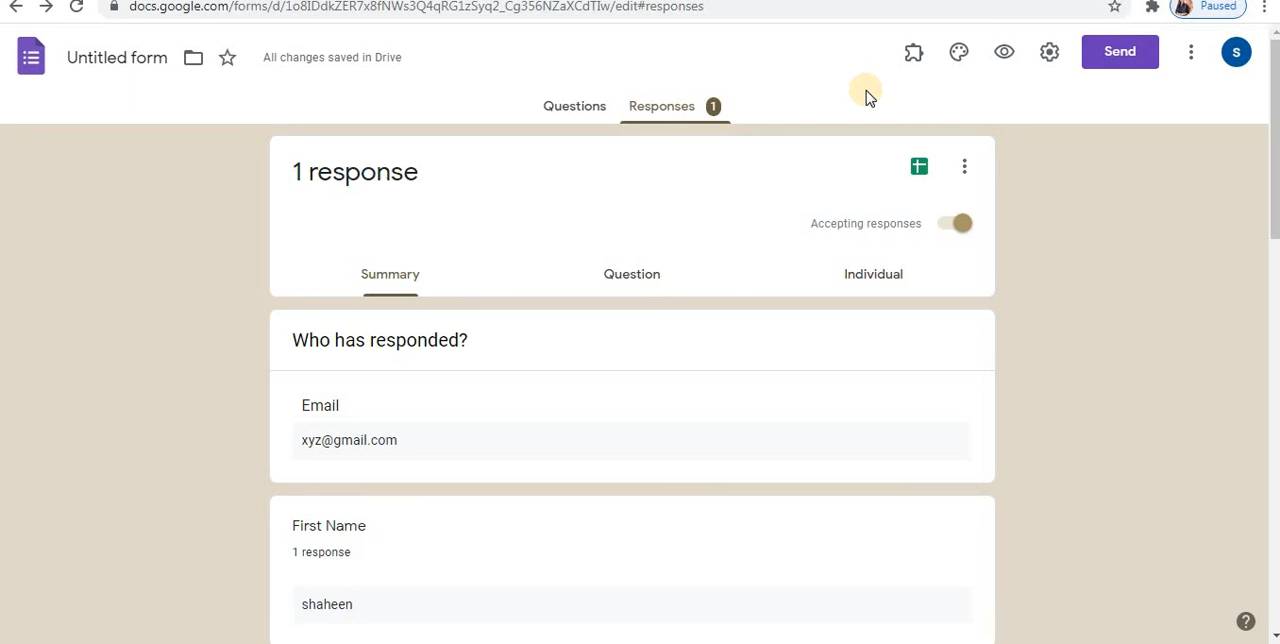 docs.google.com/forms/d/1o8IDdkZER7x8fNWs3Q4qRG1zSyq2_Cg356NZaXCdTIw/edit#responses
Paused
Untitled form
All changes saved in Drive
Send
S
Questions
Responses 1
1 response
Accepting responses
Summary
Question
Individual
Who has responded?
Email
xyz@gmail.com
First Name
1 response
shaheen